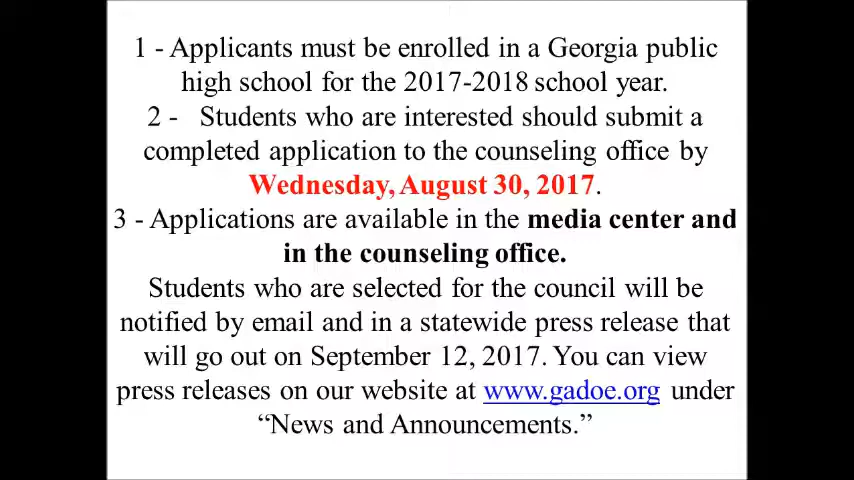 1 - Applicants must be enrolled in a Georgia public
high school for the 2017-2018 school year.
2 - Students who are interested should submit a
completed application to the counseling office by
Wednesday, August 30, 2017.
3 - Applications are available in the media center and
in the counseling office.
Students who are selected for the council will be
notified by email and in a statewide press release that
will go out on September 12, 2017. You can view
press releases on our website at www.gadoe.org under
“News and Announcements.”